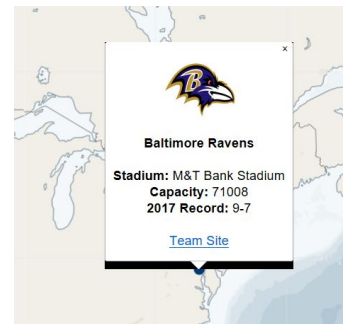 ×
B
Baltimore Ravens
Stadium: M&T Bank Stadium
Capacity: 71008
2017 Record: 9-7
Team Site